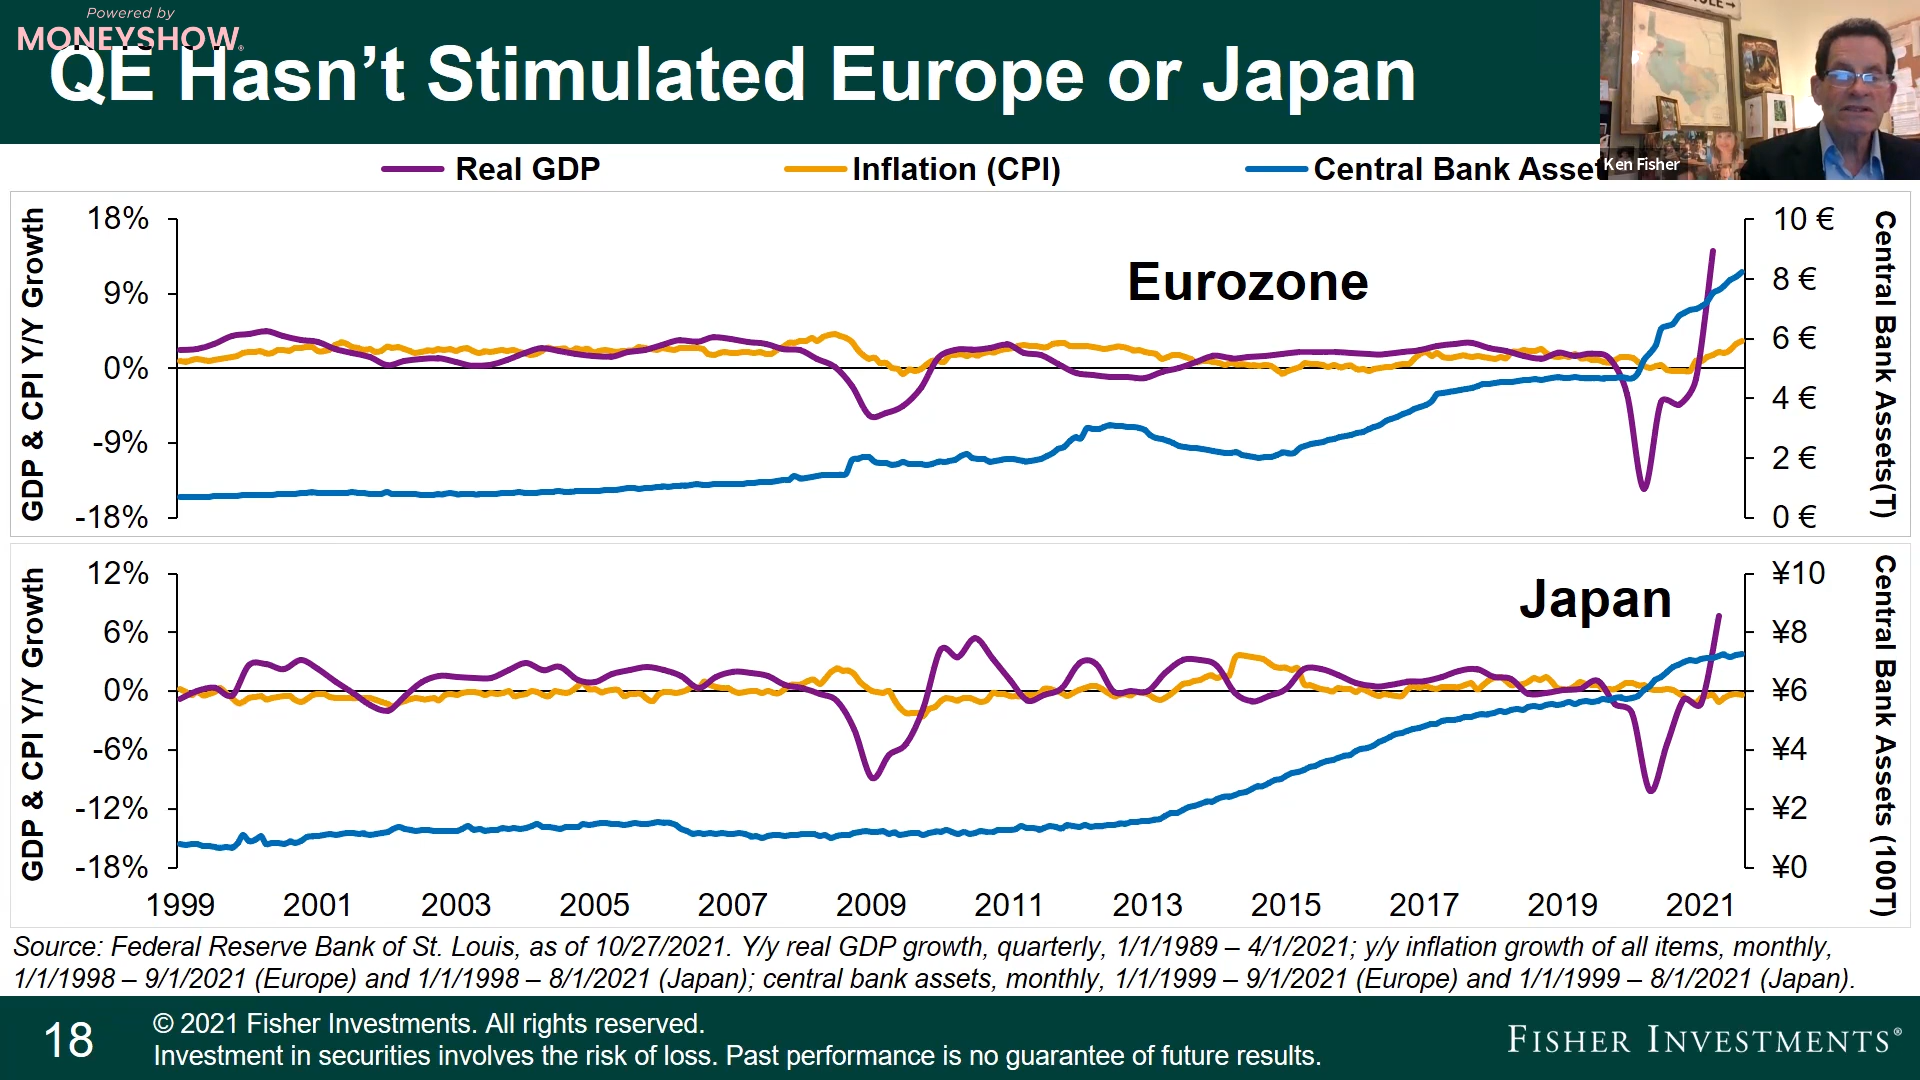 Powered by
MONEYSHOW®
QE Hasn't Stimulated Europe or Japan
Ken Fisher
Real GDP
Inflation (CPI)
Central Bank Asset
GDP & CPI Y/Y Growth
18%
9%
0%
-9%
-18%
Eurozone
10 €
8 €
6 €
4 €
2 €
0 €
Central Bank Assets(T)
GDP & CPI Y/Y Growth
12%
6%
0%
-6%
-12%
-18%
Japan
¥10
¥8
¥6
¥4
¥2
¥0
Central Bank Assets (100T)
1999 2001 2003 2005 2007 2009 2011 2013 2015 2017 2019 2021
Source: Federal Reserve Bank of St. Louis, as of 10/27/2021. Y/y real GDP growth, quarterly, 1/1/1989 – 4/1/2021; y/y inflation growth of all items, monthly,
1/1/1998 – 9/1/2021 (Europe) and 1/1/1998 – 8/1/2021 (Japan); central bank assets, monthly, 1/1/1999 – 9/1/2021 (Europe) and 1/1/1999 – 8/1/2021 (Japan).
18
© 2021 Fisher Investments. All rights reserved.
Investment in securities involves the risk of loss. Past performance is no guarantee of future results.
FISHER INVESTMENTS®